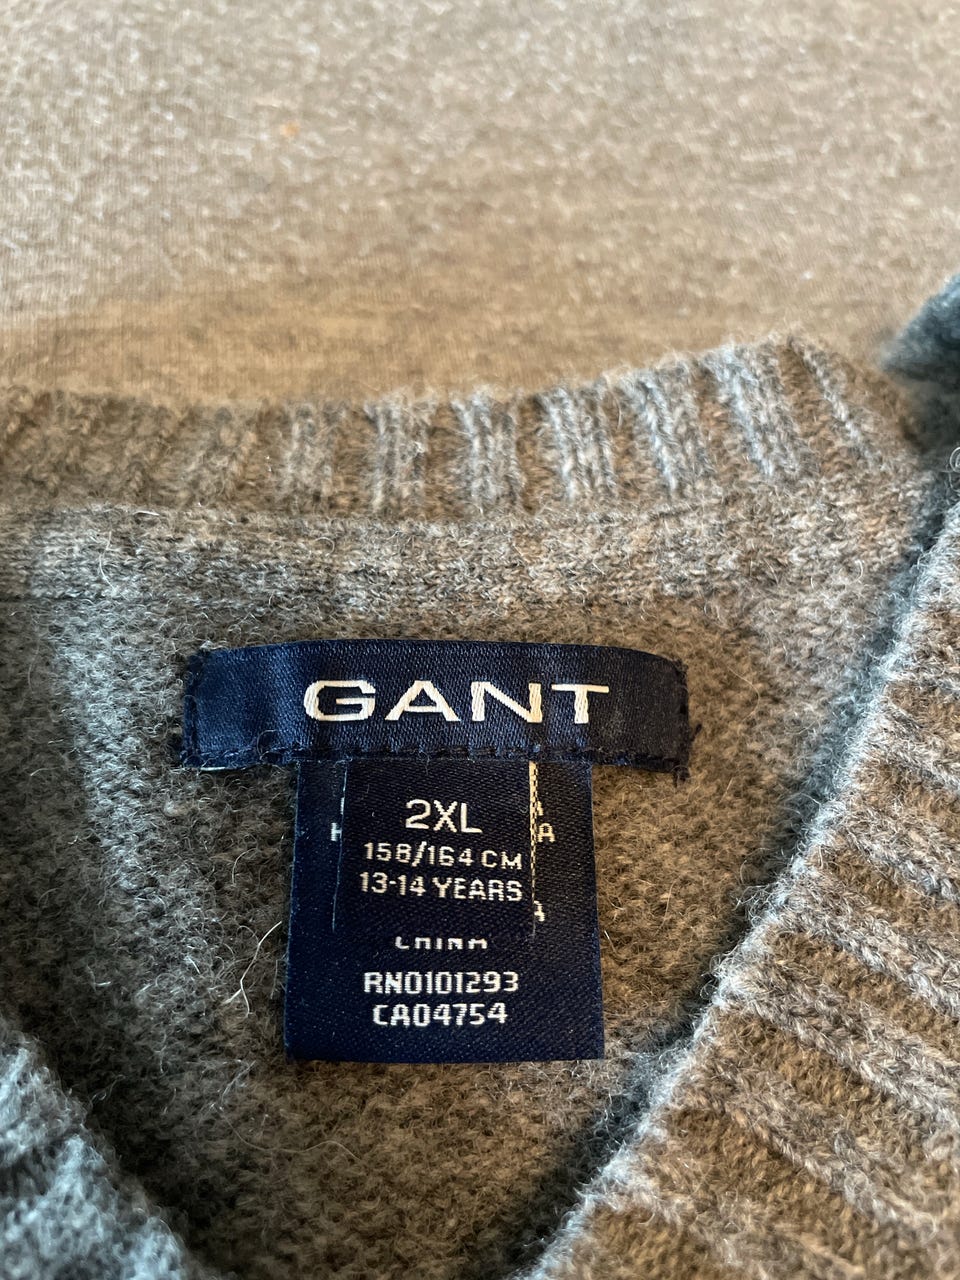 GANT
2XL
158/164 CM
13-14 YEARS
RN0101293
CA04754